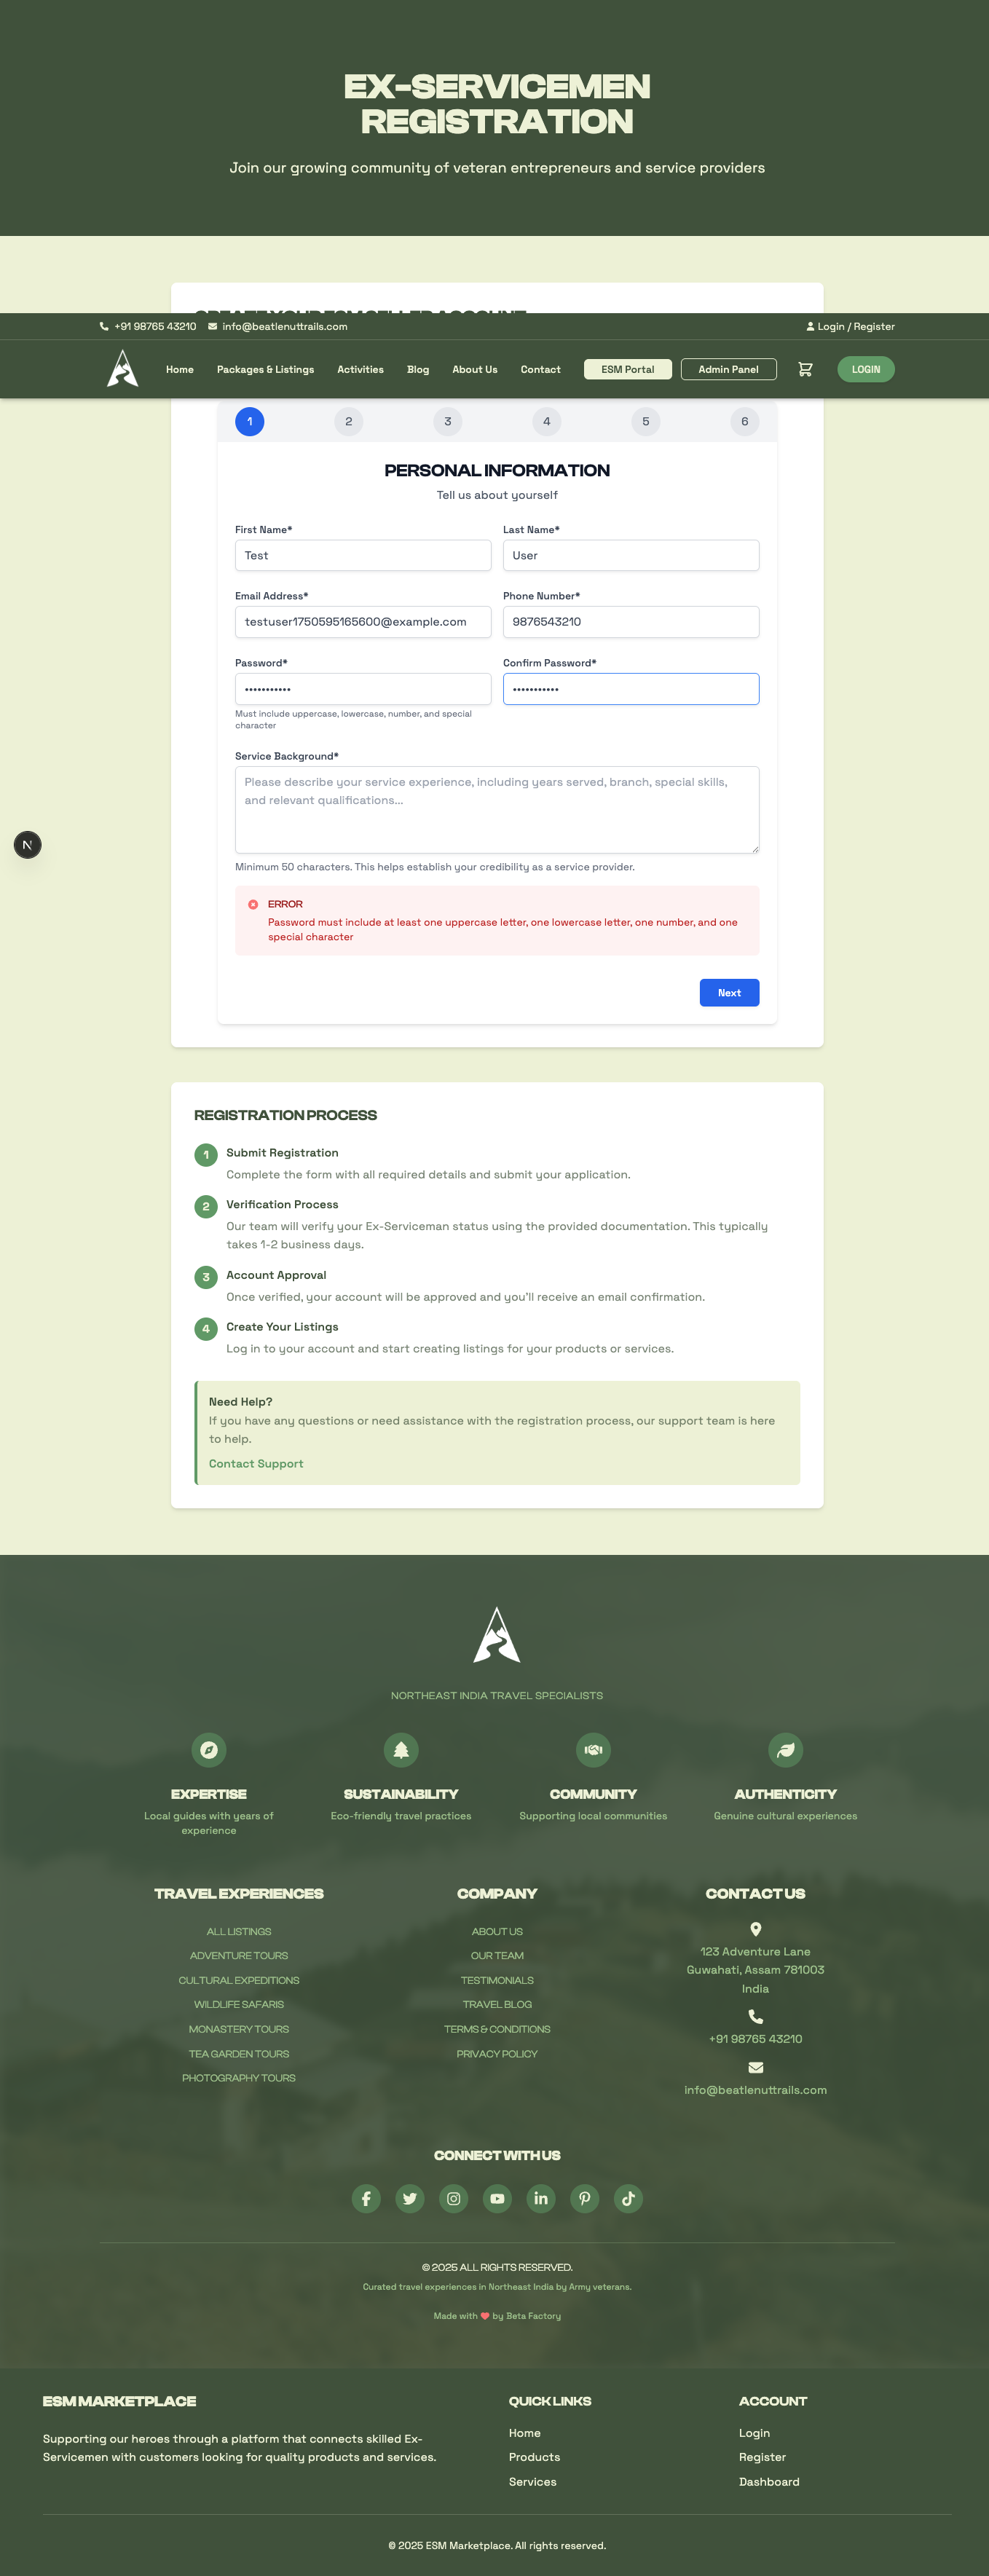 EX-SERVICEMEN
REGISTRATION
Join our growing community of veteran entrepreneurs and service providers
+91 98765 43210
info@beatlenuttrails.com
Login / Register
Home
Packages & Listings
Activities
Blog
About Us
Contact
ESM Portal
Admin Panel
LOGIN
1
2
3
4
5
6
PERSONAL INFORMATION
Tell us about yourself
First Name*
Last Name*
Test
User
Email Address*
Phone Number*
testuser1750595165600@example.com
9876543210
Password*
Confirm Password*
•••••••••••
•••••••••••
Must include uppercase, lowercase, number, and special
character
Service Background*
Please describe your service experience, including years served, branch, special skills,
and relevant qualifications...
Minimum 50 characters. This helps establish your credibility as a service provider.
N
ERROR
Password must include at least one uppercase letter, one lowercase letter, one number, and one
special character
Next
REGISTRATION PROCESS
1
Submit Registration
Complete the form with all required details and submit your application.
2
Verification Process
Our team will verify your Ex-Serviceman status using the provided documentation. This typically
takes 1-2 business days.
3
Account Approval
Once verified, your account will be approved and you'll receive an email confirmation.
4
Create Your Listings
Log in to your account and start creating listings for your products or services.
Need Help?
If you have any questions or need assistance with the registration process, our support team is here
to help.
Contact Support
NORTHEAST INDIA TRAVEL SPECIALISTS
EXPERTISE
Local guides with years of
experience
SUSTAINABILITY
Eco-friendly travel practices
COMMUNITY
Supporting local communities
AUTHENTICITY
Genuine cultural experiences
TRAVEL EXPERIENCES
ALL LISTINGS
ADVENTURE TOURS
CULTURAL EXPEDITIONS
WILDLIFE SAFARIS
MONASTERY TOURS
TEA GARDEN TOURS
PHOTOGRAPHY TOURS
COMPANY
ABOUT US
OUR TEAM
TESTIMONIALS
TRAVEL BLOG
TERMS & CONDITIONS
PRIVACY POLICY
CONTACT US
123 Adventure Lane
Guwahati, Assam 781003
India
+91 98765 43210
info@beatlenuttrails.com
CONNECT WITH US
© 2025 ALL RIGHTS RESERVED.
Curated travel experiences in Northeast India by Army veterans.
Made with ❤ by Beta Factory
ESM MARKETPLACE
Supporting our heroes through a platform that connects skilled Ex-
Servicemen with customers looking for quality products and services.
QUICK LINKS
Home
Products
Services
ACCOUNT
Login
Register
Dashboard
© 2025 ESM Marketplace. All rights reserved.